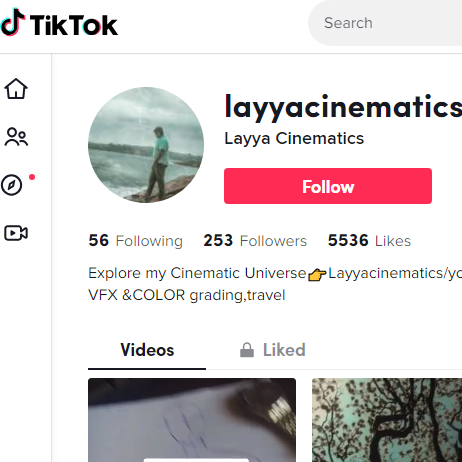 TikTok
Search
layyacinematics
Layya Cinematics
Follow
56 Following 253 Followers 5536 Likes
Explore my Cinematic Universe👉Layyacinematics/yo
VFX &COLOR grading,travel
Videos Liked